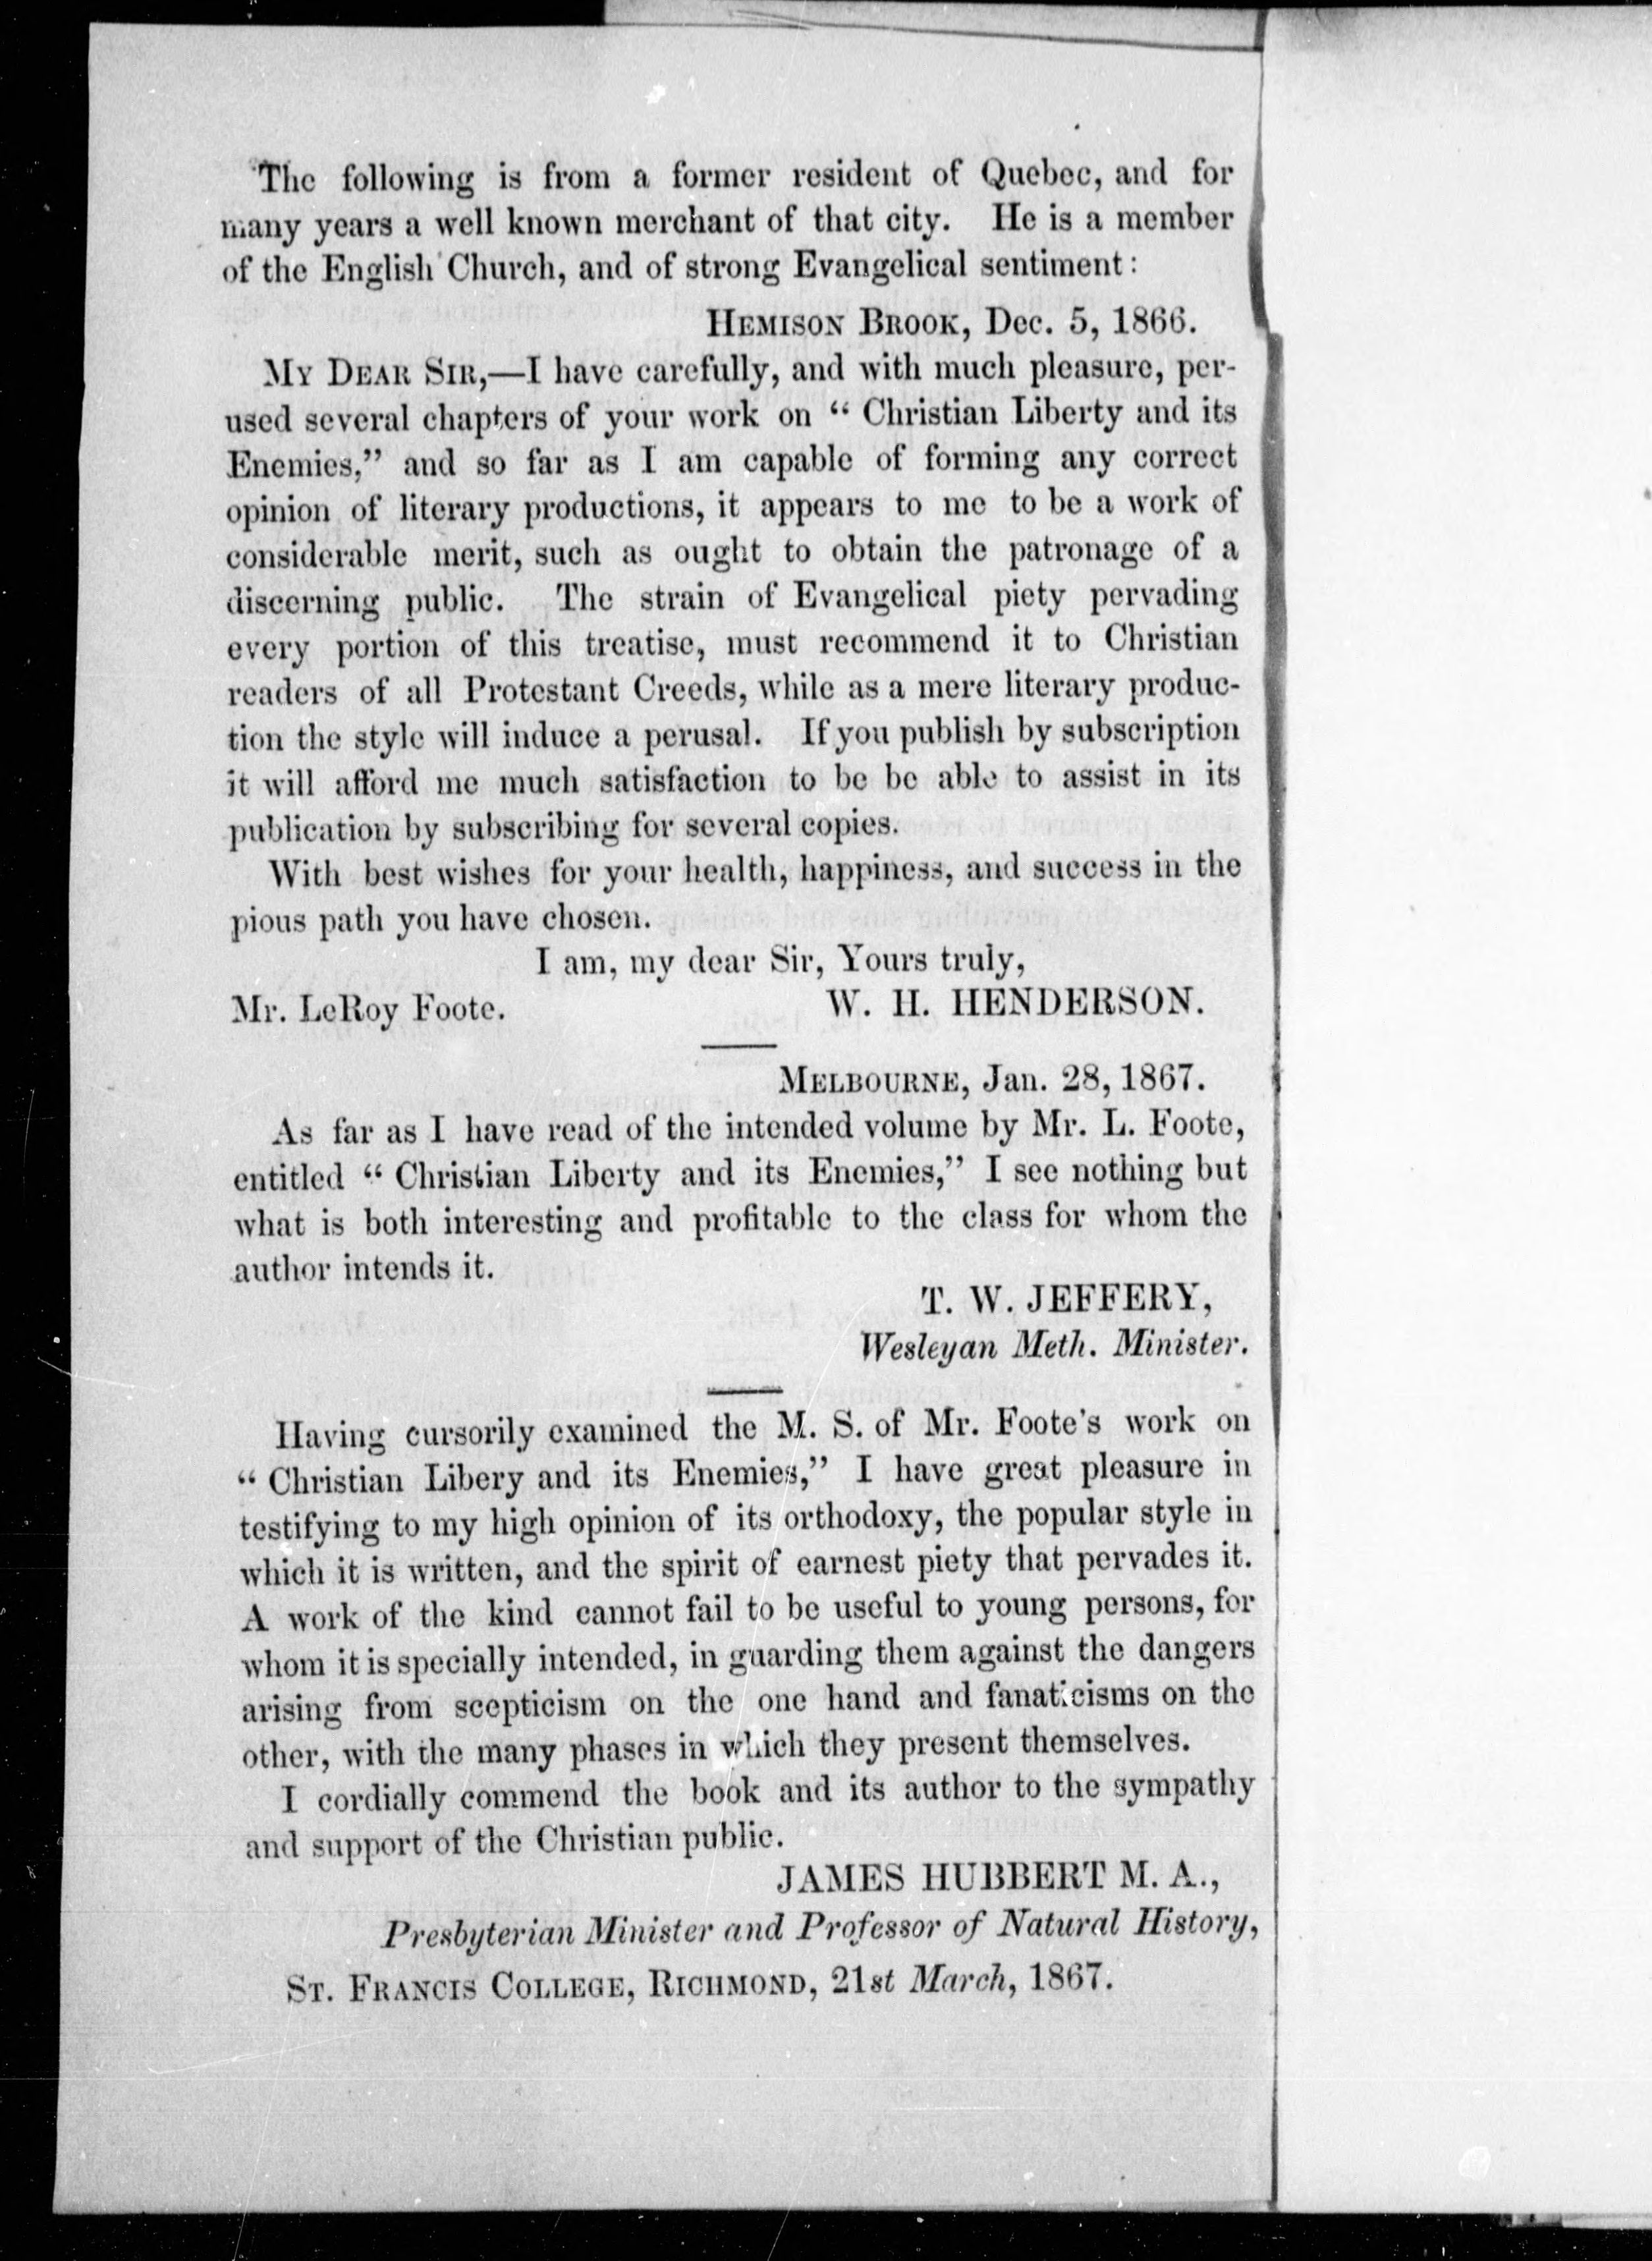 The following is from a former resident of Quebec, and for
many years a well known merchant of that city. He is a member
of the English Church, and of strong Evangelical sentiment:
HEMISON BROOK, Dec. 5, 1866.
MY DEAR SIR,—I have carefully, and with much pleasure, per-
used several chapters of your work on “ Christian Liberty and its
Enemies,” and so far as I am capable of forming any correct
opinion of literary productions, it appears to me to be a work of
considerable merit, such as ought to obtain the patronage of a
discerning public. The strain of Evangelical piety pervading
every portion of this treatise, must recommend it to Christian
readers of all Protestant Creeds, while as a mere literary produc-
tion the style will induce a perusal. If you publish by subscription
it will afford me much satisfaction to be be able to assist in its
publication by subscribing for several copies.
With best wishes for your health, happiness, and success in the
pious path you have chosen.
I am, my dear Sir, Yours truly,
Mr. LeRoy Foote. W. H. HENDERSON.
MELBOURNE, Jan. 28, 1867.
As far as I have read of the intended volume by Mr. L. Foote,
entitled “ Christian Liberty and its Enemies,” I see nothing but
what is both interesting and profitable to the class for whom the
author intends it.
T. W. JEFFERY,
Wesleyan Meth. Minister.
Having cursorily examined the M. S. of Mr. Foote's work on
“ Christian Libery and its Enemies,” I have great pleasure in
testifying to my high opinion of its orthodoxy, the popular style in
which it is written, and the spirit of earnest piety that pervades it.
A work of the kind cannot fail to be useful to young persons, for
whom it is specially intended, in guarding them against the dangers
arising from scepticism on the one hand and fanaticisms on the
other, with the many phases in which they present themselves.
I cordially commend the book and its author to the sympathy
and support of the Christian public.
JAMES HUBBERT M. A.,
Presbyterian Minister and Professor of Natural History,
ST. FRANCIS COLLEGE, RICHMOND, 21st March, 1867.